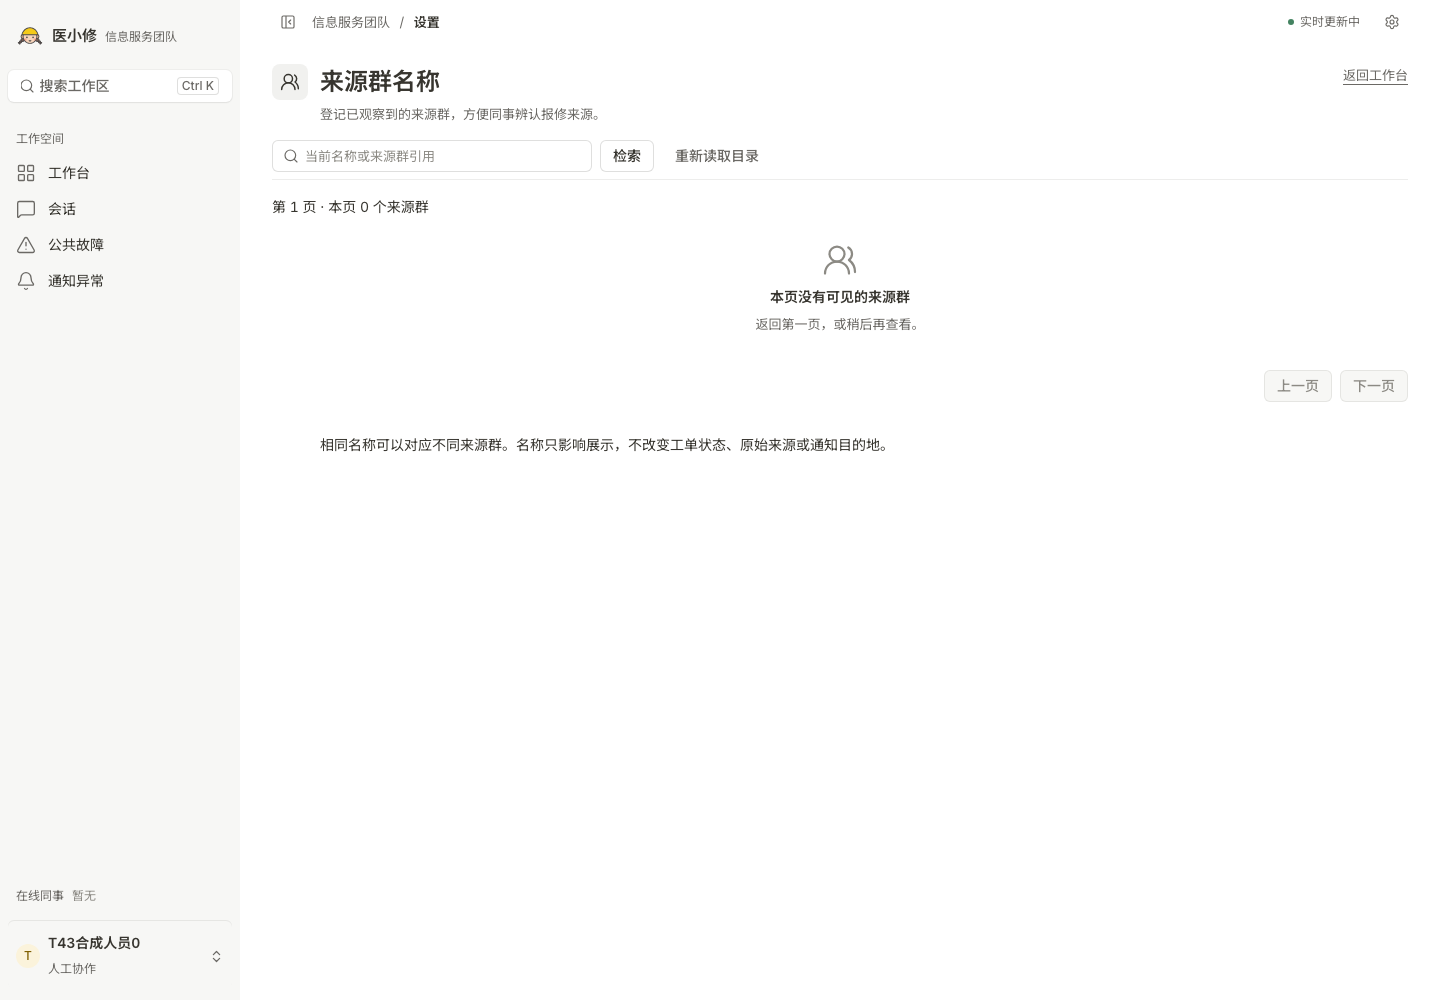 医小修 信息服务团队
搜索工作区 Ctrl K
工作空间
工作台
会话
公共故障
通知异常
在线同事 暂无
T
T43合成人员0
人工协作
信息服务团队 / 设置
实时更新中
来源群名称
返回工作台
登记已观察到的来源群，方便同事辨认报修来源。
当前名称或来源群引用
检索
重新读取目录
第 1 页 · 本页 0 个来源群
本页没有可见的来源群
返回第一页，或稍后再查看。
上一页 下一页
相同名称可以对应不同来源群。名称只影响展示，不改变工单状态、原始来源或通知目的地。